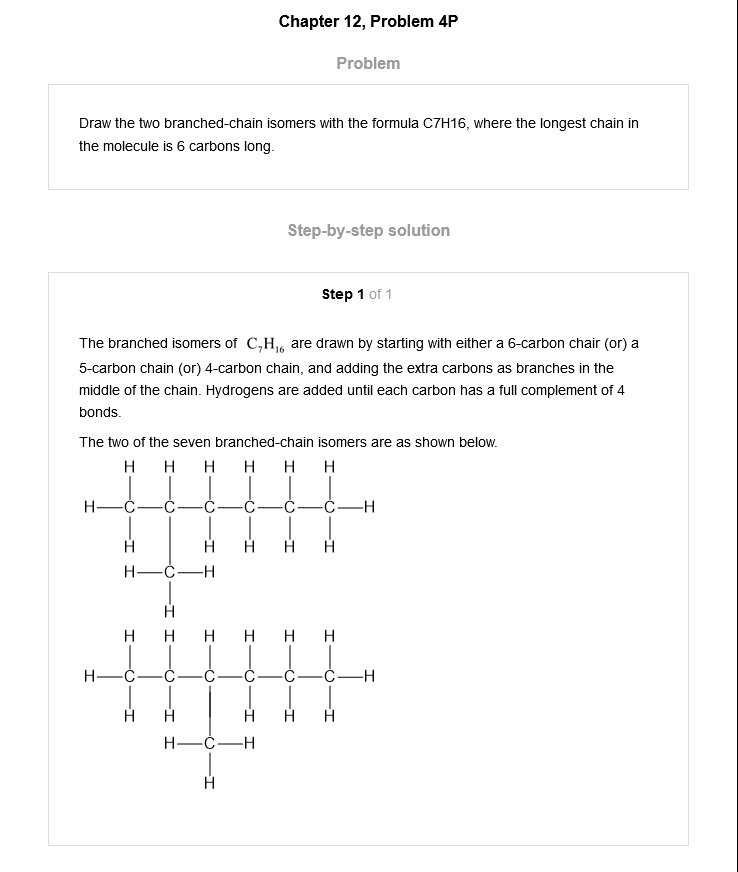 Chapter 12, Problem 4P
Problem
Draw the two branched-chain isomers with the formula C7H16, where the longest chain in
the molecule is 6 carbons long.
Step-by-step solution
Step 1 of 1
The branched isomers of C₇H₁₆ are drawn by starting with either a 6-carbon chair (or) a
5-carbon chain (or) 4-carbon chain, and adding the extra carbons as branches in the
middle of the chain. Hydrogens are added until each carbon has a full complement of 4
bonds.
The two of the seven branched-chain isomers are as shown below.
H H H H H H
H—C—C—C—C—C—C—H
H H H H H
H—C—H
H
H H H H H H
H—C—C—C—C—C—C—H
H H H H H
H—C—H
H